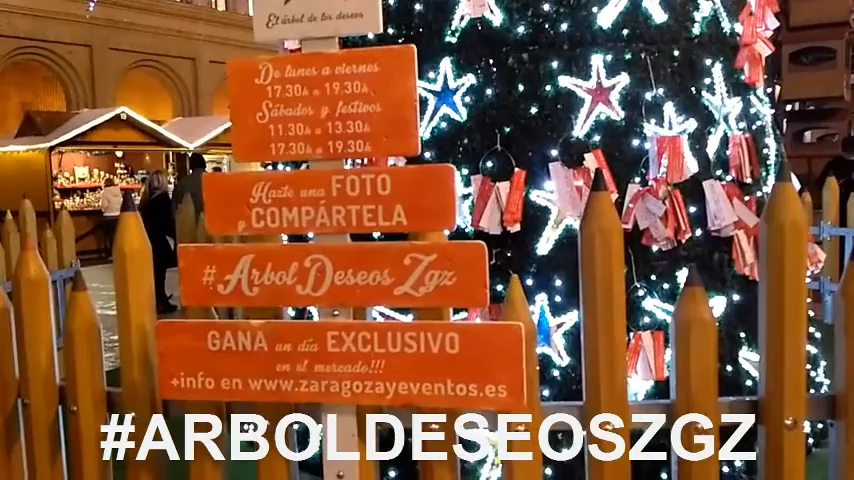 El árbol de los deseos
De lunes a viernes
17.30h a 19.30h
Sábados y festivos
11.30h a 13.30h
17.30h a 19.30h
Hazte una FOTO
y COMPÁRTELA
#ArbolDeseosZgz
GANA un día EXCLUSIVO
en el mercado!!!
+info en www.zaragozayeventos.es
#ARBOLDESEOSZGZ